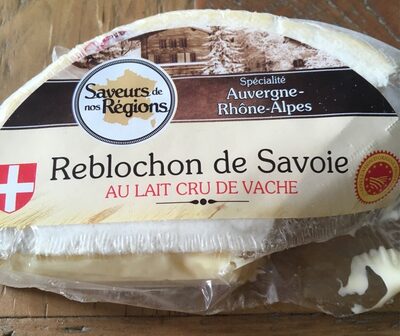 Saveurs de
nos Régions
Spécialité
Auvergne-
Rhône-Alpes
Reblochon de Savoie
AU LAIT CRU DE VACHE